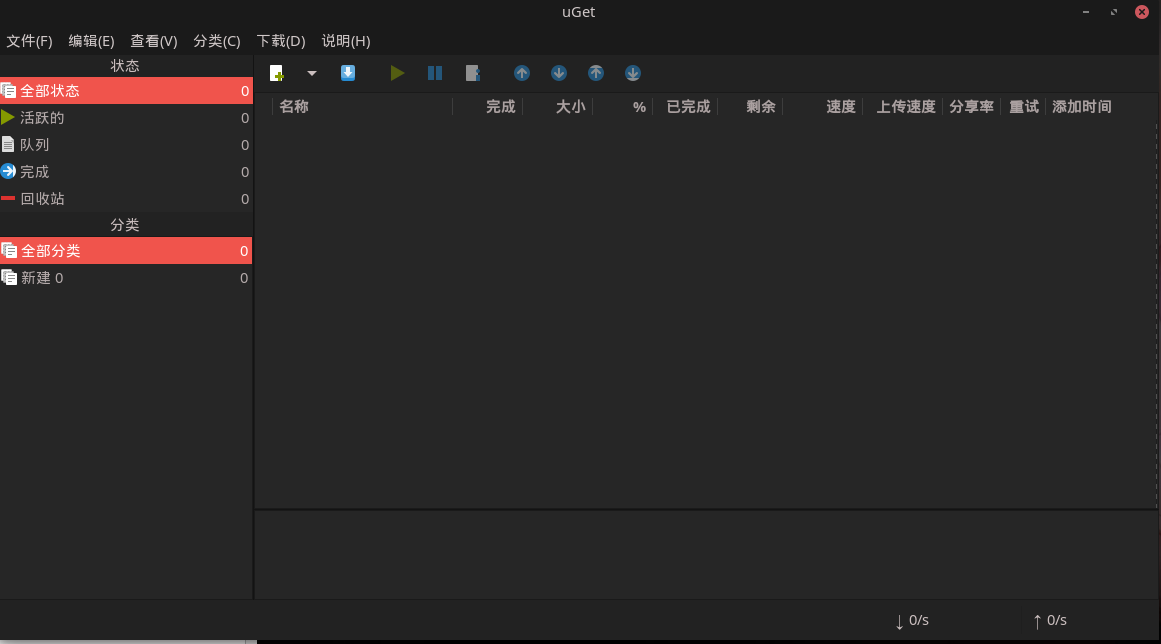 uGet
文件(F) 编辑(E) 查看(V) 分类(C) 下载(D) 说明(H)
状态
全部状态 0
活跃的 0
队列 0
完成 0
回收站 0
分类
全部分类 0
新建 0 0
名称 完成 大小 % 已完成 剩余 速度 上传速度 分享率 重试 添加时间
↓ 0/s ↑ 0/s